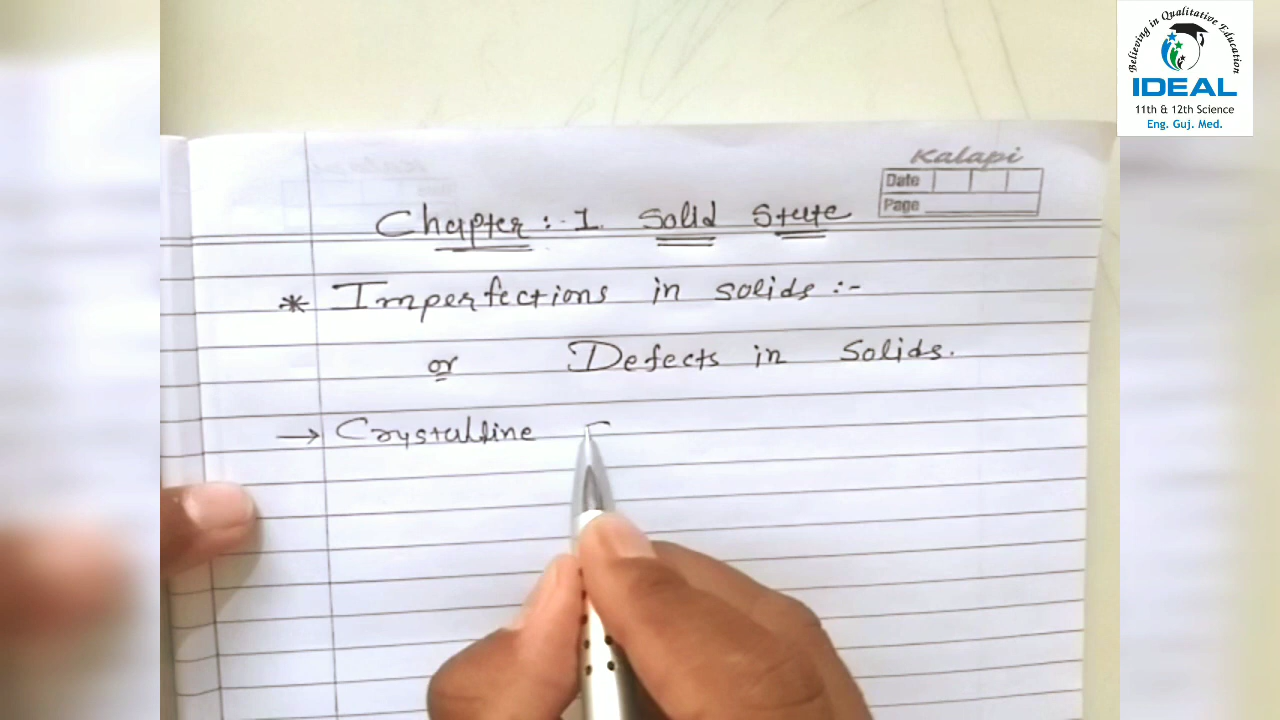 Believing in Qualitative Education
IDEAL
11th & 12th Science
Eng. Guj. Med.
Kalapi
Date
Page
Chapter :- 1. Solid State
* Imperfections in solids :-
or Defects in Solids.
→ Crystalline